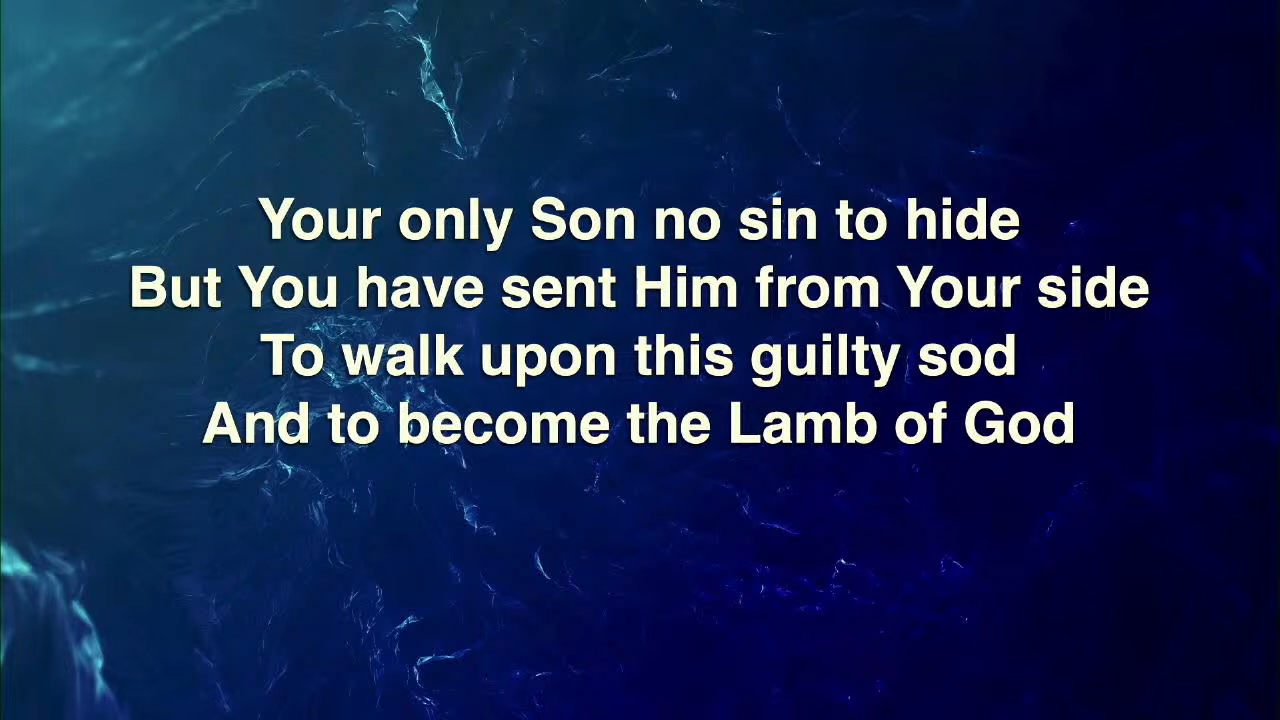 Your only Son no sin to hide
But You have sent Him from Your side
To walk upon this guilty sod
And to become the Lamb of God